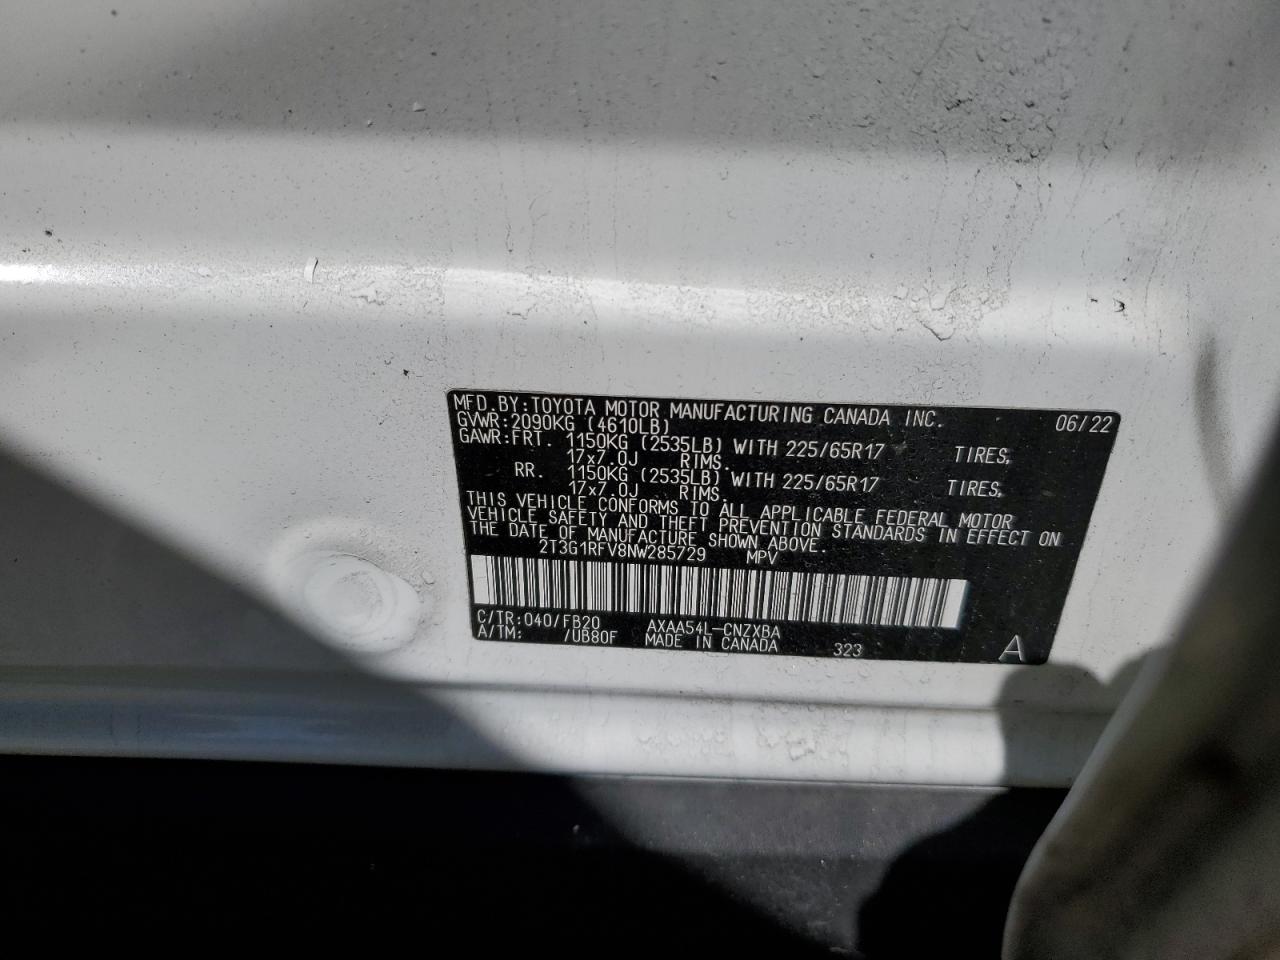 MFD.BY:TOYOTA MOTOR MANUFACTURING CANADA INC. 06/22
GVWR:2090KG (4610LB)
GAWR:FRT. 1150KG (2535LB) WITH 225/65R17 TIRES,
17x7.0J RIMS.
RR. 1150KG (2535LB) WITH 225/65R17 TIRES,
17x7.0J RIMS.
THIS VEHICLE CONFORMS TO ALL APPLICABLE FEDERAL MOTOR
VEHICLE SAFETY AND THEFT PREVENTION STANDARDS IN EFFECT ON
THE DATE OF MANUFACTURE SHOWN ABOVE.
2T3G1RFV8NW285729 MPV
C/TR:040/FB20 AXAA54L-CNZXBA
A/TM: /UB80F MADE IN CANADA 323 A